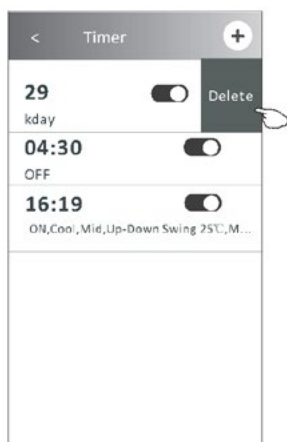 < Timer +
29
kday
Delete
04:30
OFF
16:19
ON,Cool,Mid,Up-Down Swing 25℃,M...